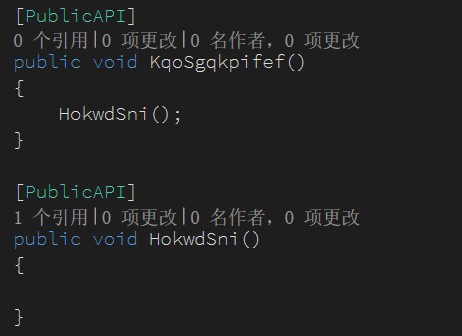 [PublicAPI]
0 个引用|0 项更改|0 名作者，0 项更改
public void KqoSgqkpifef()
{
    HokwdSni();
}
[PublicAPI]
1 个引用|0 项更改|0 名作者，0 项更改
public void HokwdSni()
{
}